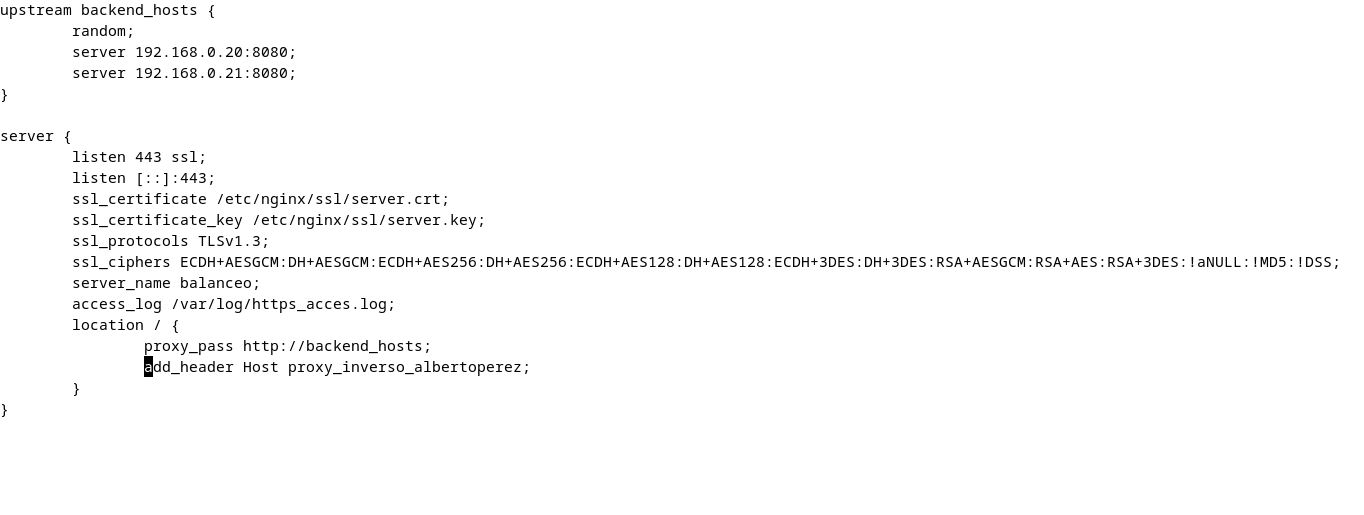 upstream backend_hosts {
random;
server 192.168.0.20:8080;
server 192.168.0.21:8080;
}
server {
listen 443 ssl;
listen [::]:443;
ssl_certificate /etc/nginx/ssl/server.crt;
ssl_certificate_key /etc/nginx/ssl/server.key;
ssl_protocols TLSv1.3;
ssl_ciphers ECDH+AESGCM:DH+AESGCM:ECDH+AES256:DH+AES256:ECDH+AES128:DH+AES128:ECDH+3DES:DH+3DES:RSA+AESGCM:RSA+AES:RSA+3DES:!aNULL:!MD5:!DSS;
server_name balanceo;
access_log /var/log/https_acces.log;
location / {
proxy_pass http://backend_hosts;
add_header Host proxy_inverso_albertoperez;
}
}